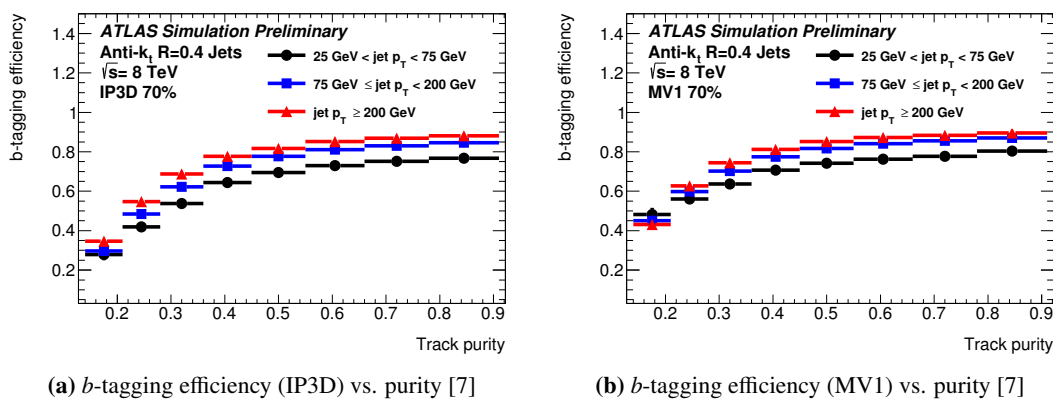 ATLAS Simulation Preliminary
Anti-kt R=0.4 Jets
√s= 8 TeV
IP3D 70%
25 GeV < jet pT < 75 GeV
75 GeV ≤ jet pT < 200 GeV
jet pT ≥ 200 GeV
b-tagging efficiency
1.4
1.2
1
0.8
0.6
0.4
0.2
0.2 0.3 0.4 0.5 0.6 0.7 0.8 0.9
Track purity
(a) b-tagging efficiency (IP3D) vs. purity [7]
ATLAS Simulation Preliminary
Anti-kt R=0.4 Jets
√s= 8 TeV
MV1 70%
25 GeV < jet pT < 75 GeV
75 GeV ≤ jet pT < 200 GeV
jet pT ≥ 200 GeV
b-tagging efficiency
1.4
1.2
1
0.8
0.6
0.4
0.2
0.2 0.3 0.4 0.5 0.6 0.7 0.8 0.9
Track purity
(b) b-tagging efficiency (MV1) vs. purity [7]